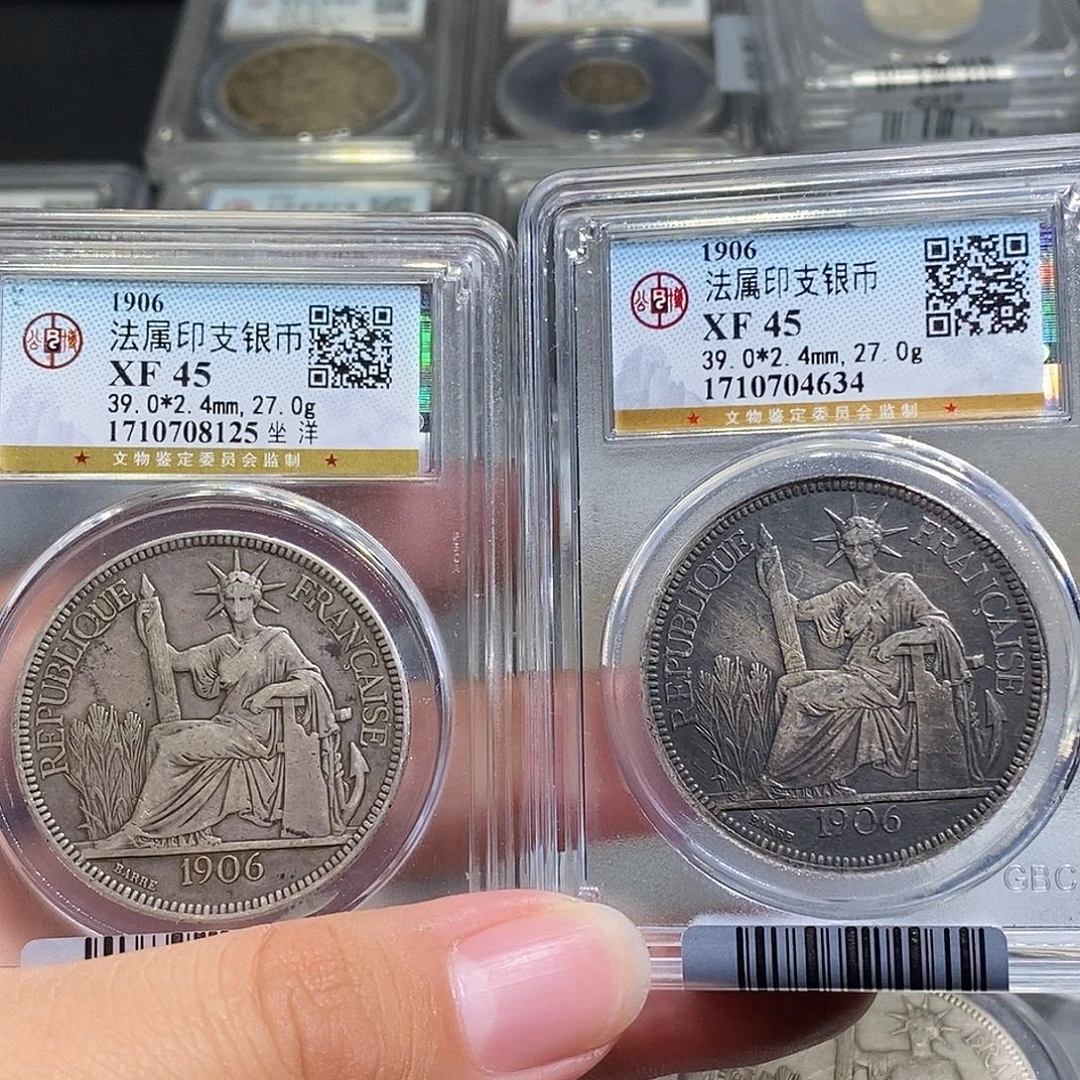 1906
法属印支银币
XF 45
39.0*2.4mm, 27.0g
1710708125 坐洋
文物鉴定委员会监制
REPUBLIQUE FRANÇAISE
BARRE
1906
1906
法属印支银币
XF 45
39.0*2.4mm, 27.0g
1710704634
文物鉴定委员会监制
REPUBLIQUE FRANÇAISE
BARRE
1906
GBC